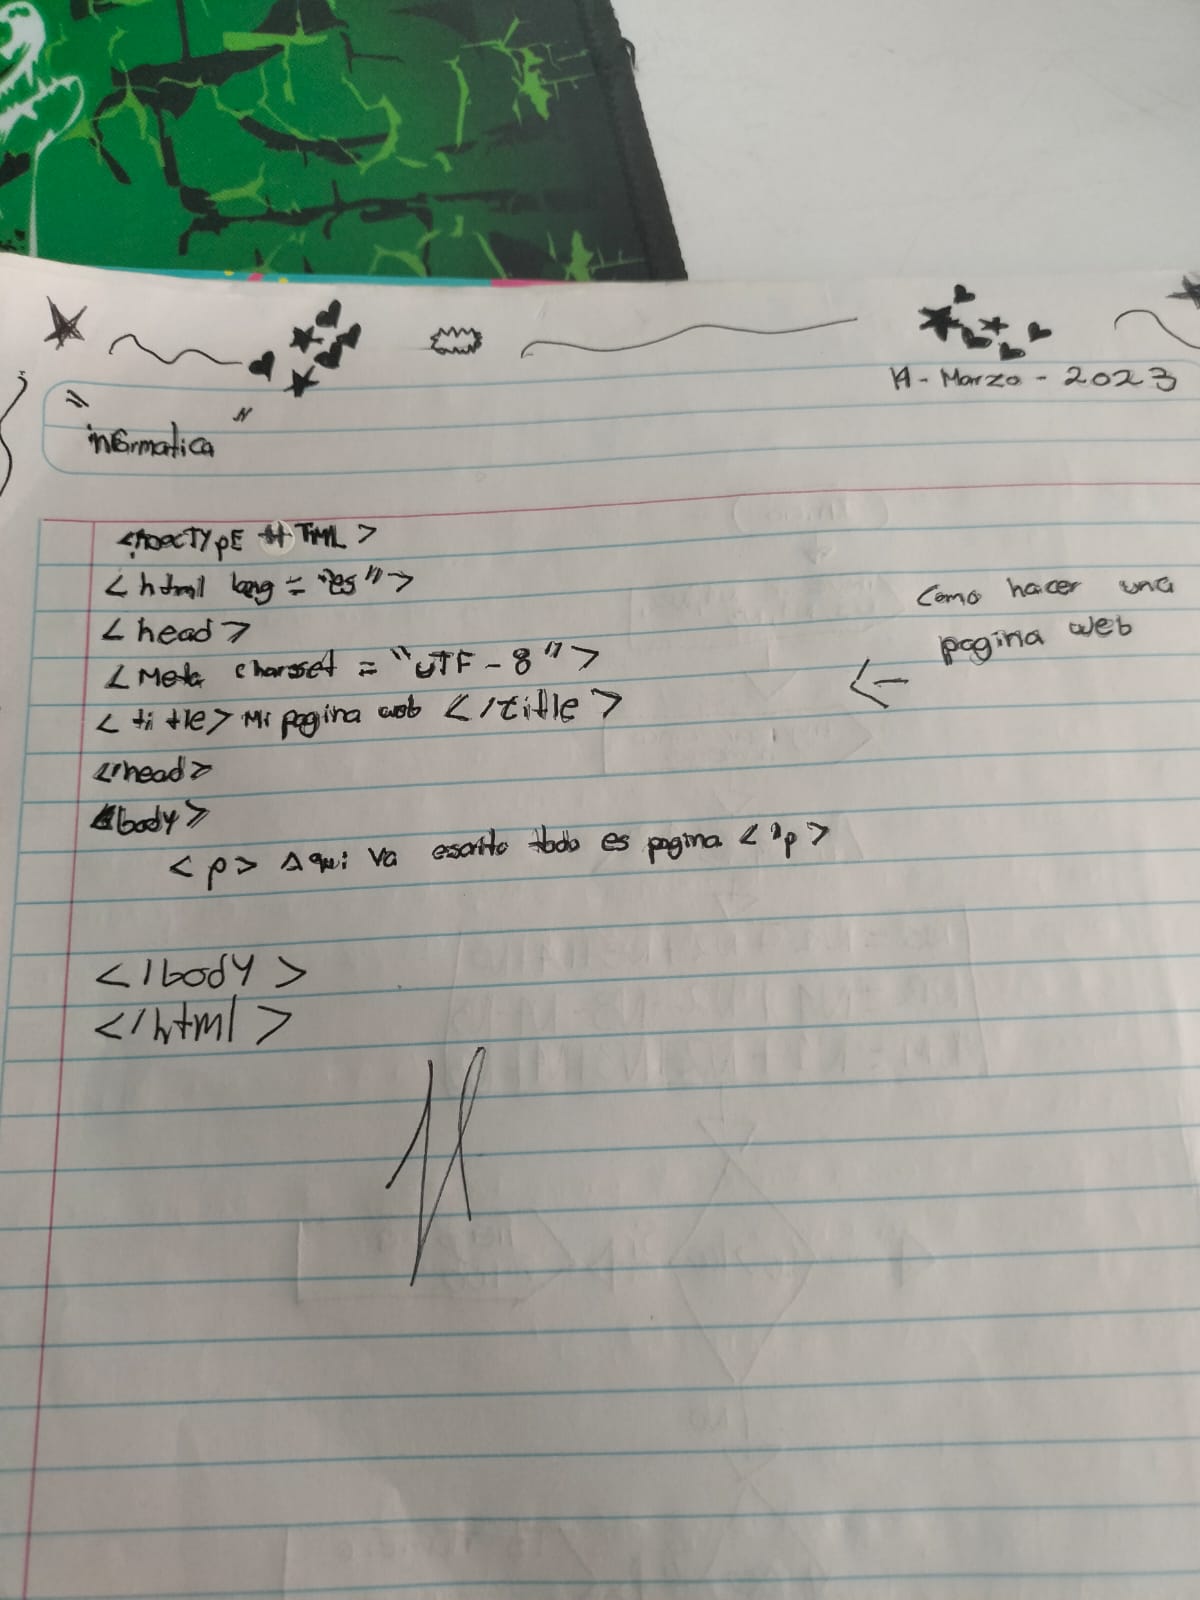 14 - Marzo - 2023
" informatica "
<!DOCTYPE HTML>
<html lang = "es">
<head>
<Meta charsset = "UTF - 8">
<title> Mi pagina web </title>
</head>
<body>
<p> Aqui va escrito todo es pagina </p>
</body>
</html>
Como hacer una
pagina web
<-